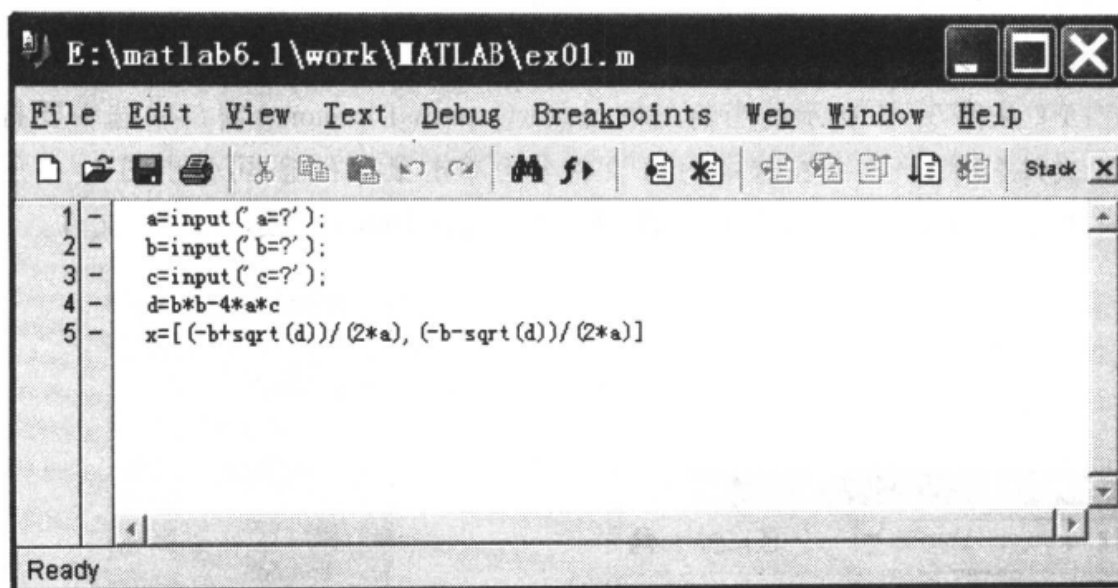 E:\matlab6.1\work\MATLAB\ex01.m
File Edit View Text Debug Breakpoints Web Window Help
Stack
1 - a=input('a=?');
2 - b=input('b=?');
3 - c=input('c=?');
4 - d=b*b-4*a*c
5 - x=[(-b+sqrt(d))/(2*a),(-b-sqrt(d))/(2*a)]
Ready